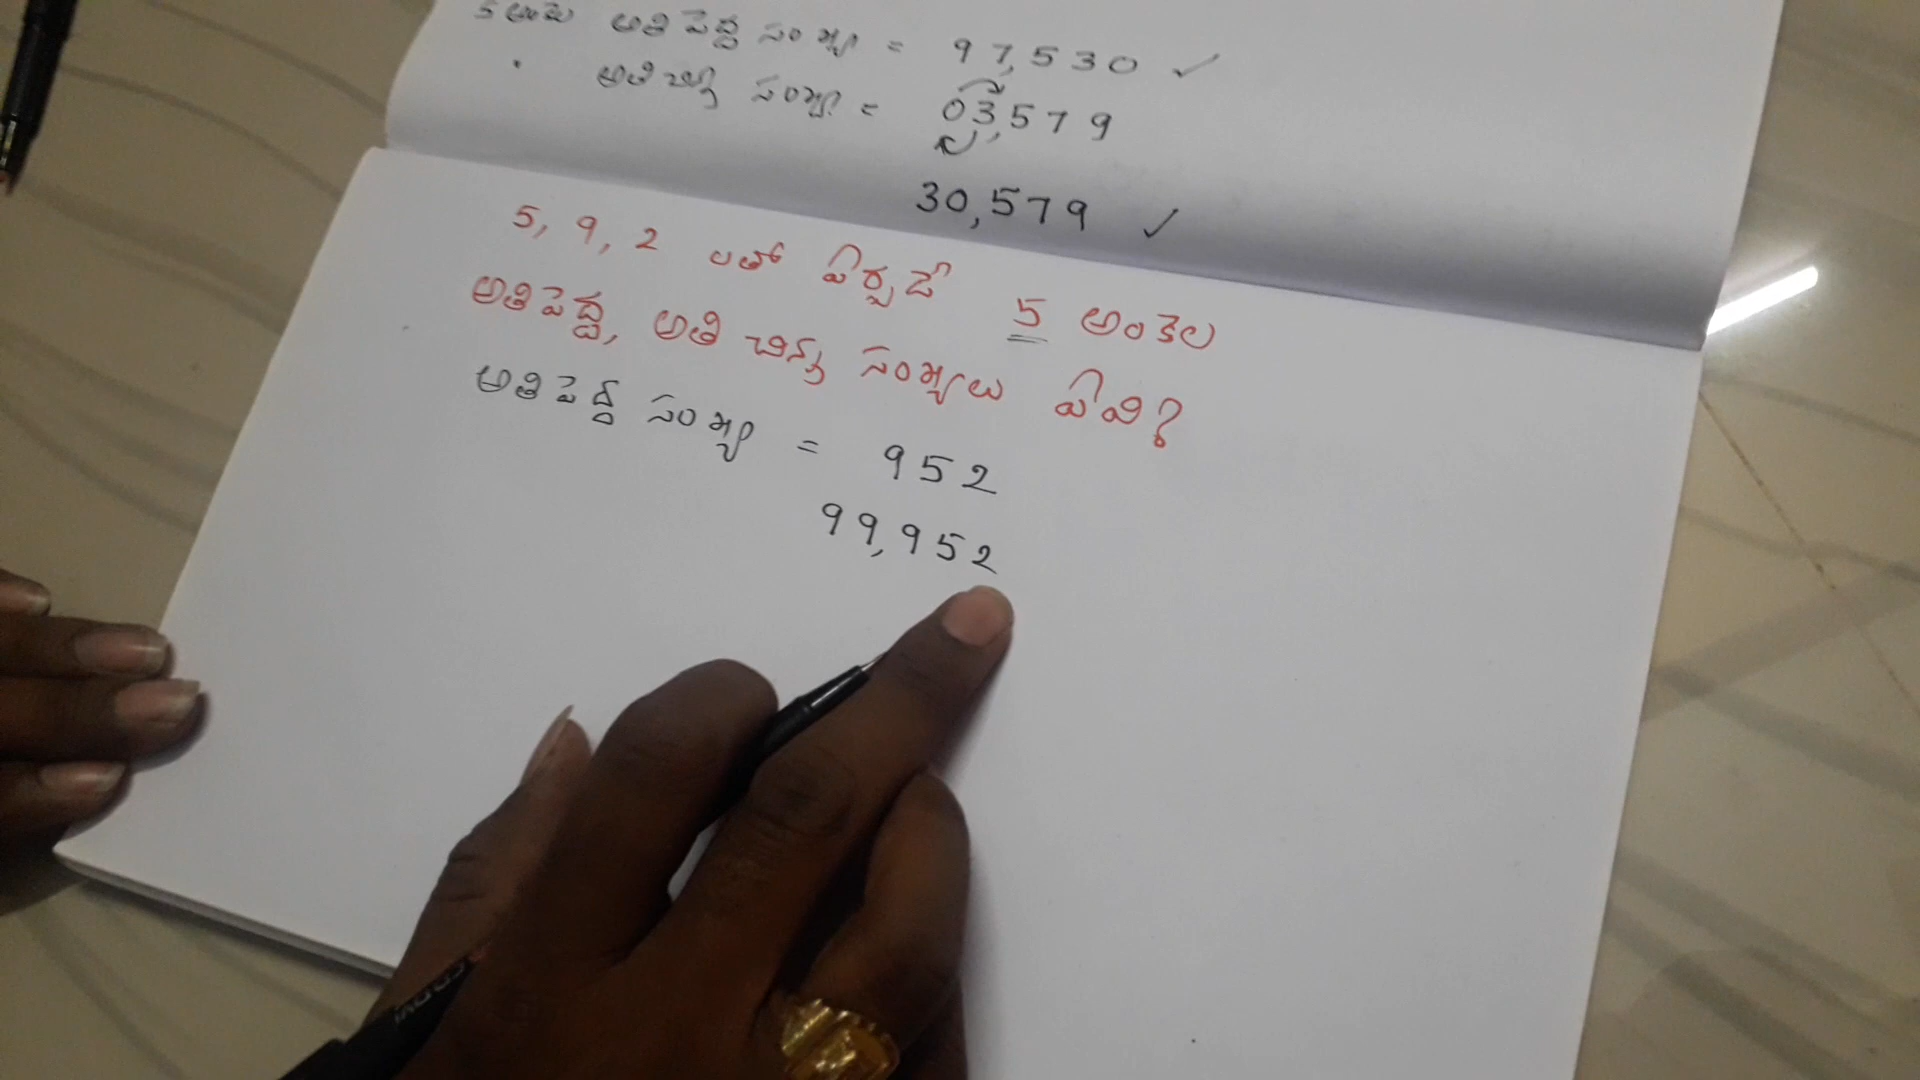 5 అంకెల అతి పెద్ద సంఖ్య = 97,530 ✓
అతి చిన్న సంఖ్య = 03,579
30,579 ✓
5, 9, 2 లతో ఏర్పడే 5 అంకెల
అతి పెద్ద, అతి చిన్న సంఖ్యలు ఏవి?
అతి పెద్ద సంఖ్య = 952
99,952